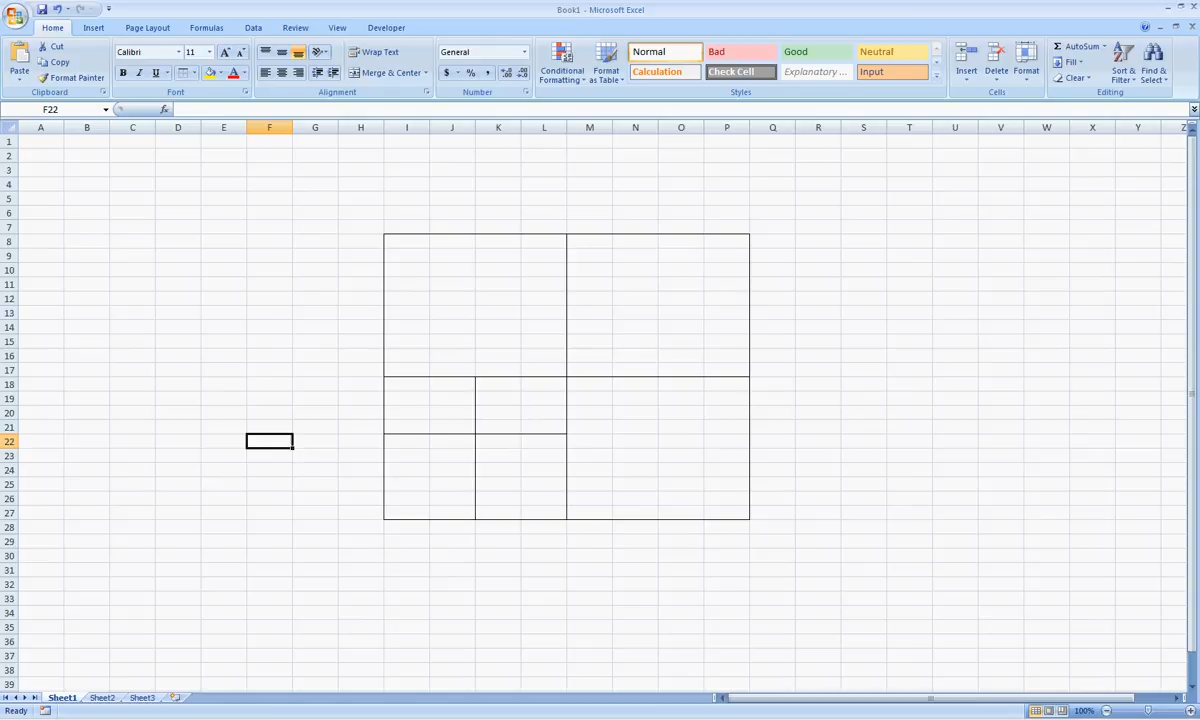 Book1 - Microsoft Excel
Home Insert Page Layout Formulas Data Review View Developer
Paste
Cut
Copy
Format Painter
Clipboard
Calibri 11
A A
B I U
A
Font
Wrap Text
Merge & Center
Alignment
General
$ % ,
.0 .00
Number
Conditional Formatting
Format as Table
Normal Bad Good Neutral
Calculation Check Cell Explanatory ... Input
Styles
Insert Delete Format
Cells
Σ AutoSum
Fill
Clear
Sort & Filter
Find & Select
Editing
F22 fx
A B C D E F G H I J K L M N O P Q R S T U V W X Y Z
1
2
3
4
5
6
7
8
9
10
11
12
13
14
15
16
17
18
19
20
21
22
23
24
25
26
27
28
29
30
31
32
33
34
35
36
37
38
39
Sheet1 Sheet2 Sheet3
Ready 100%